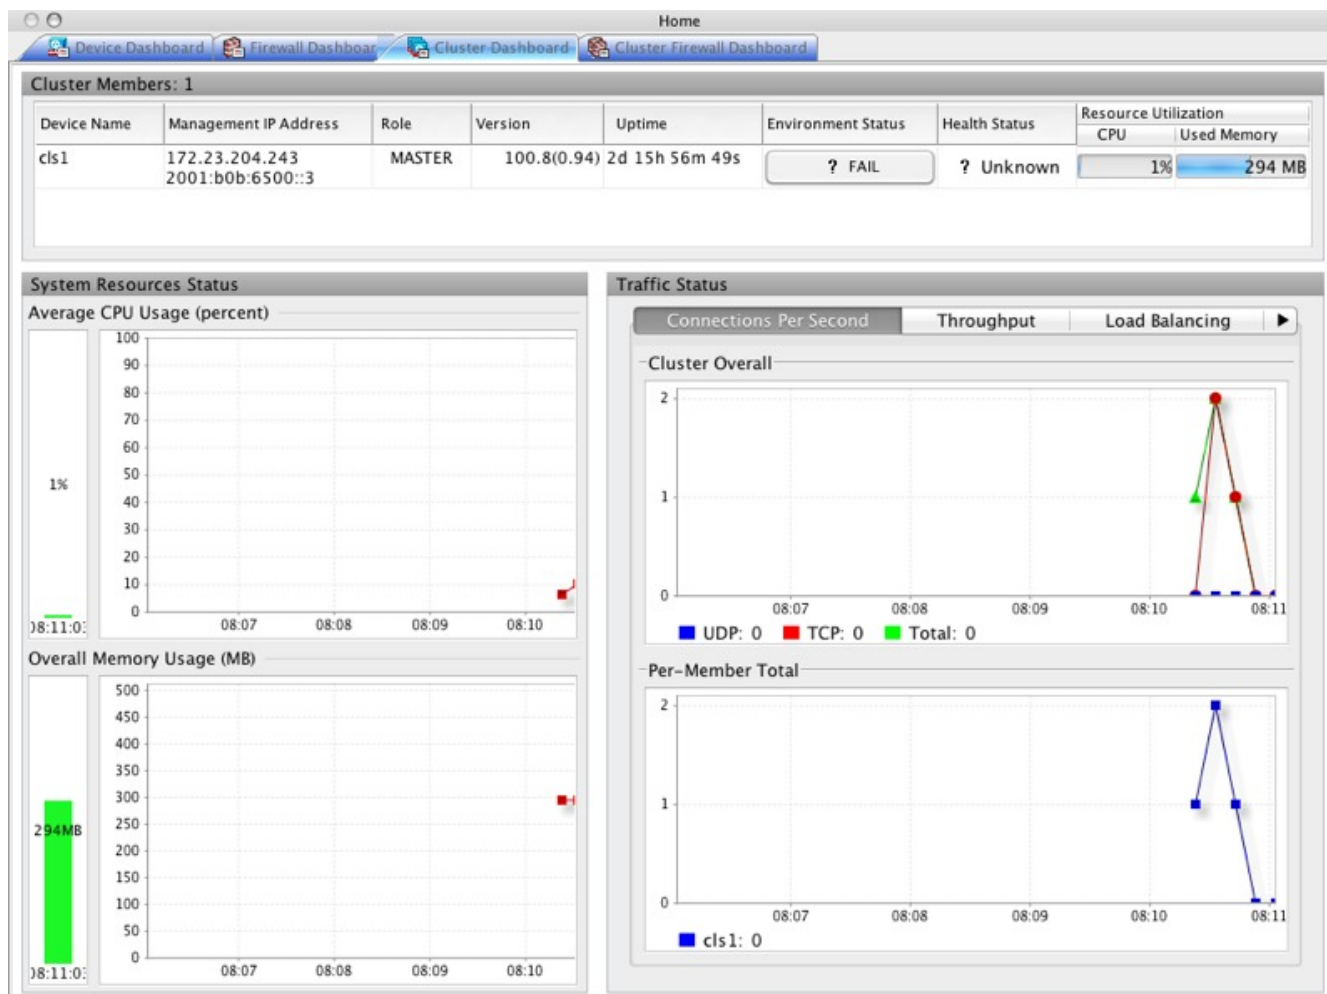 Home
Device Dashboard Firewall Dashboar Cluster Dashboard Cluster Firewall Dashboard
Cluster Members: 1
Device Name Management IP Address Role Version Uptime Environment Status Health Status Resource Utilization
CPU Used Memory
cls1 172.23.204.243 MASTER 100.8(0.94) 2d 15h 56m 49s ? FAIL ? Unknown 1% 294 MB
2001:b0b:6500::3
System Resources Status
Average CPU Usage (percent)
100
90
80
70
60
50
1%
40
30
20
10
0
08:11:03
08:07 08:08 08:09 08:10
Overall Memory Usage (MB)
500
450
400
350
300
250
294MB
200
150
100
50
0
08:11:03
08:07 08:08 08:09 08:10
Traffic Status
Connections Per Second Throughput Load Balancing
Cluster Overall
2
1
0
08:07 08:08 08:09 08:10 08:11
UDP: 0 TCP: 0 Total: 0
Per-Member Total
2
1
0
08:07 08:08 08:09 08:10 08:11
cls1: 0